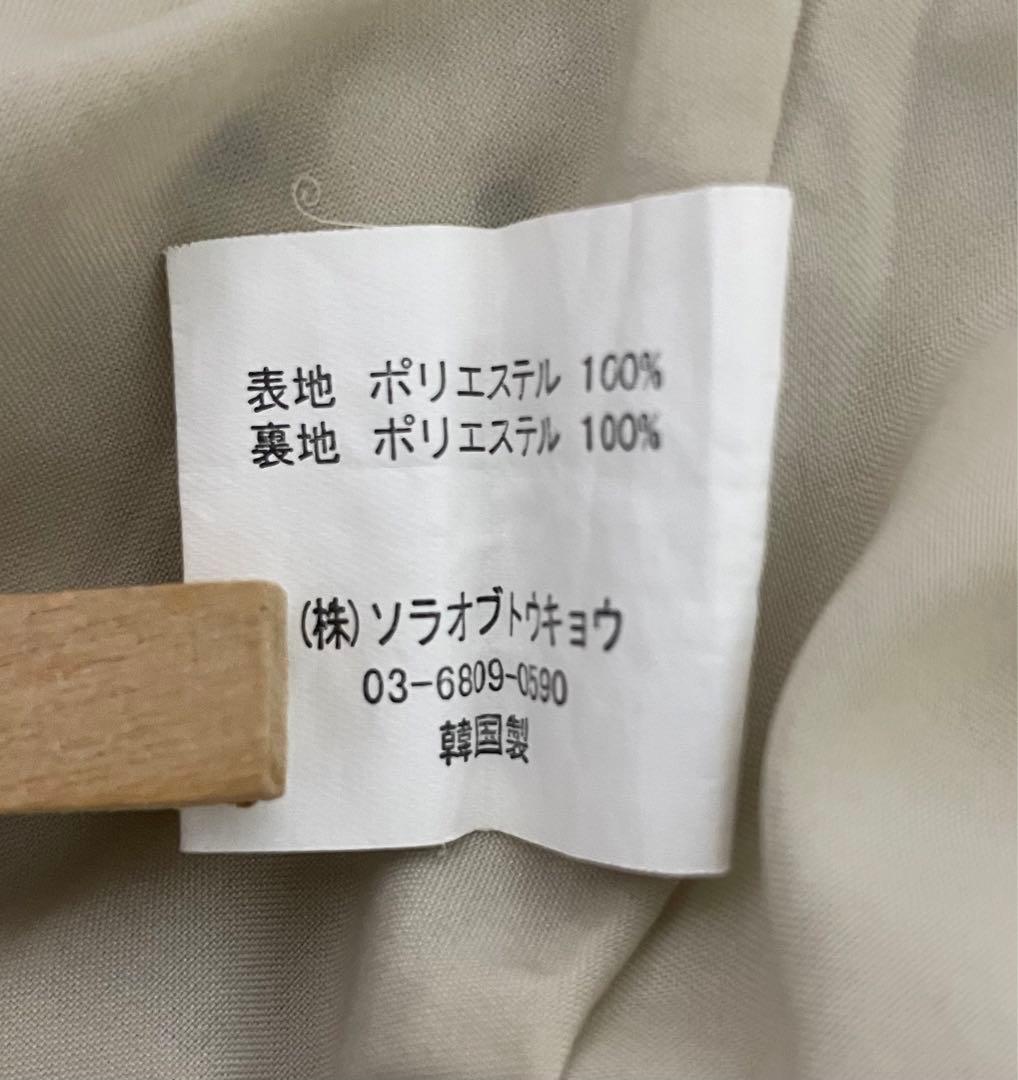 表地 ポリエステル 100%
裏地 ポリエステル 100%
(株)ソラオブトウキョウ
03-6809-0590
韓国製